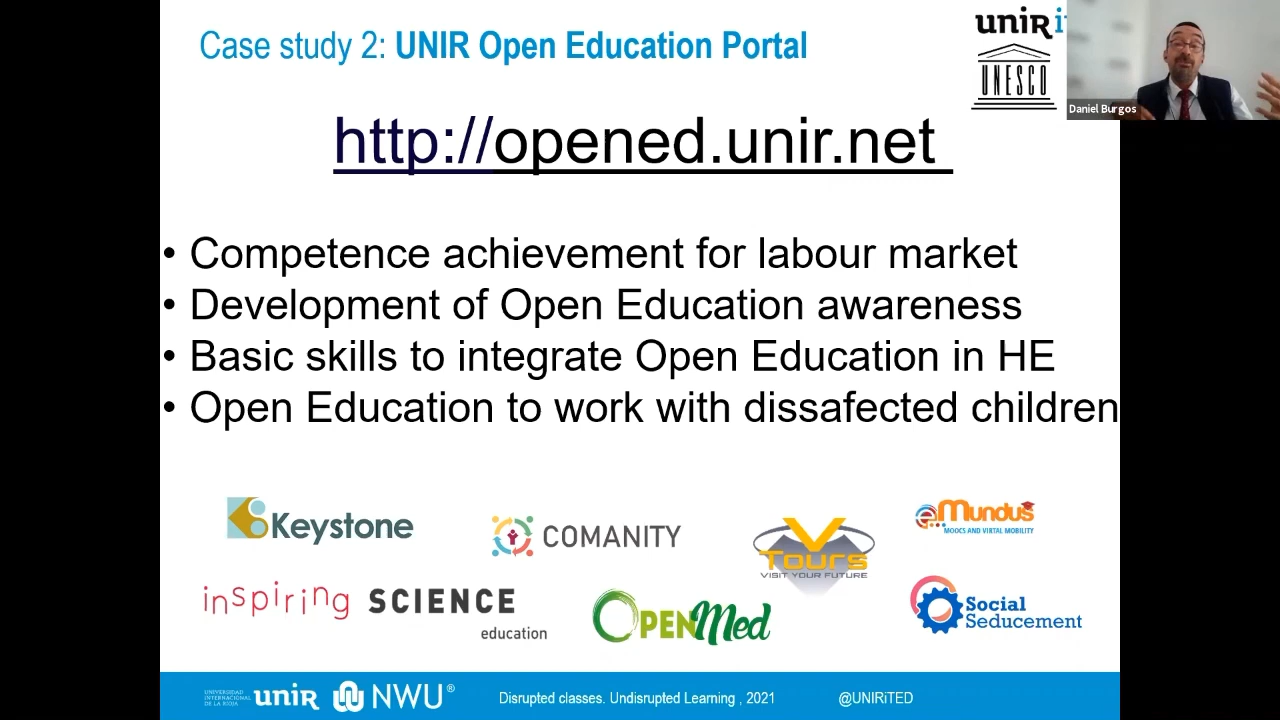 Case study 2: UNIR Open Education Portal
unir
UNESCO
Daniel Burgos
http://opened.unir.net
• Competence achievement for labour market
• Development of Open Education awareness
• Basic skills to integrate Open Education in HE
• Open Education to work with dissafected children
Keystone
COMANITY
V
Tours
VISIT YOUR FUTURE
eMundus
MOOCS AND VIRTAL MOBILITY
inspiring SCIENCE
education
OPENMed
Social
Seducement
UNIVERSIDAD
INTERNACIONAL
DE LA RIOJA
unir
NWU®
Disrupted classes. Undisrupted Learning , 2021
@UNIRiTED